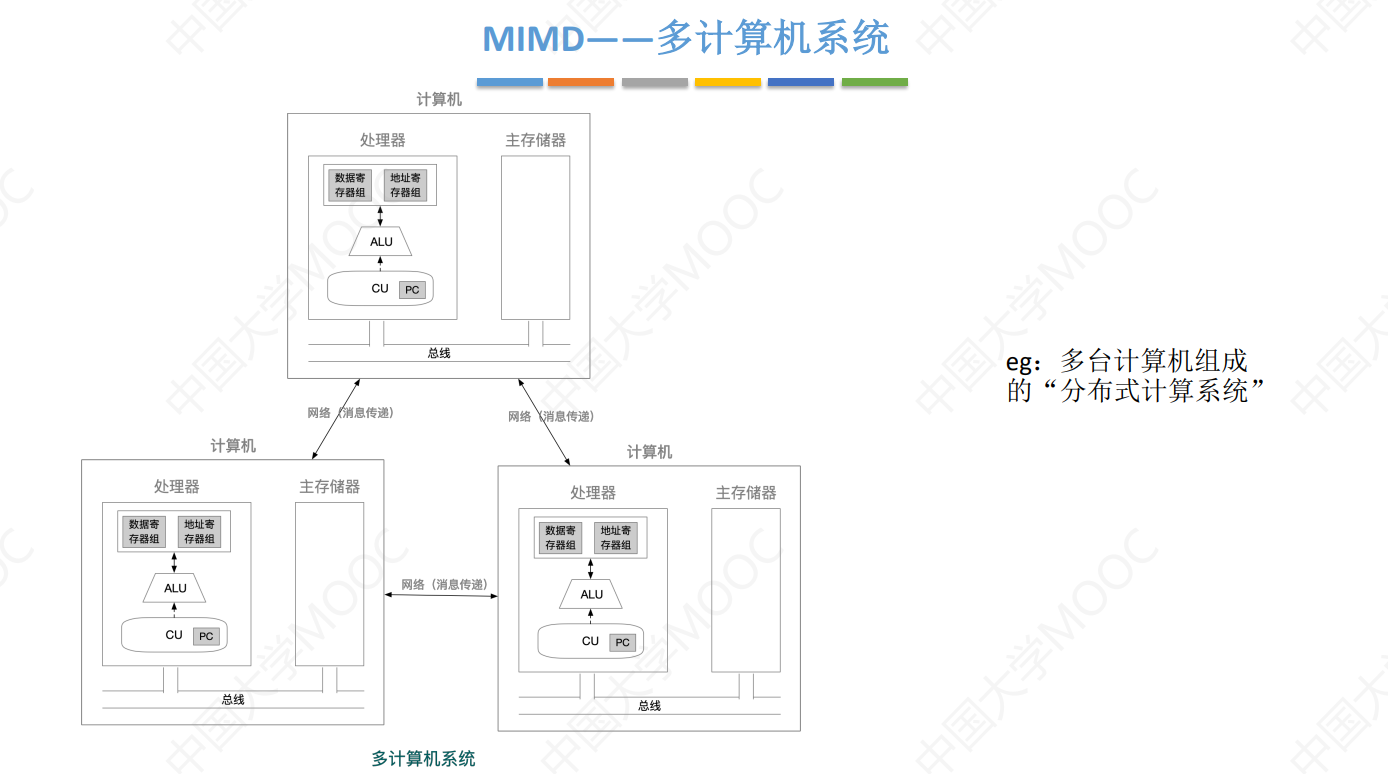 MIMD——多计算机系统
计算机
处理器
主存储器
数据寄
存器组
地址寄
存器组
ALU
CU
PC
总线
网络（消息传递）
网络（消息传递）
eg：多台计算机组成
的“分布式计算系统”
计算机
处理器
主存储器
数据寄
存器组
地址寄
存器组
ALU
CU
PC
总线
网络（消息传递）
计算机
处理器
主存储器
数据寄
存器组
地址寄
存器组
ALU
CU
PC
总线
多计算机系统
中国大学MOOC